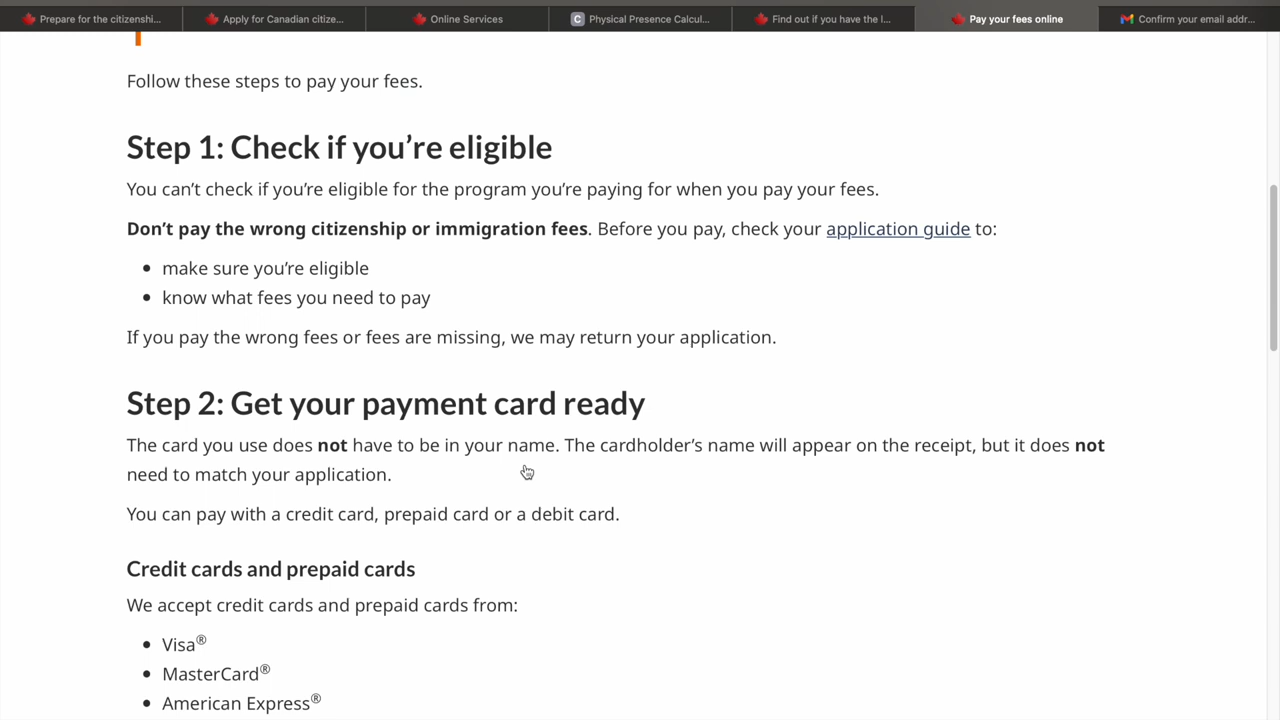 Prepare for the citizenshi...
Apply for Canadian citize...
Online Services
C Physical Presence Calcul...
Find out if you have the l...
Pay your fees online
Confirm your email addr...
Follow these steps to pay your fees.
Step 1: Check if you’re eligible
You can’t check if you’re eligible for the program you’re paying for when you pay your fees.
Don’t pay the wrong citizenship or immigration fees. Before you pay, check your application guide to:
• make sure you’re eligible
• know what fees you need to pay
If you pay the wrong fees or fees are missing, we may return your application.
Step 2: Get your payment card ready
The card you use does not have to be in your name. The cardholder’s name will appear on the receipt, but it does not
need to match your application.
You can pay with a credit card, prepaid card or a debit card.
Credit cards and prepaid cards
We accept credit cards and prepaid cards from:
• Visa®
• MasterCard®
• American Express®